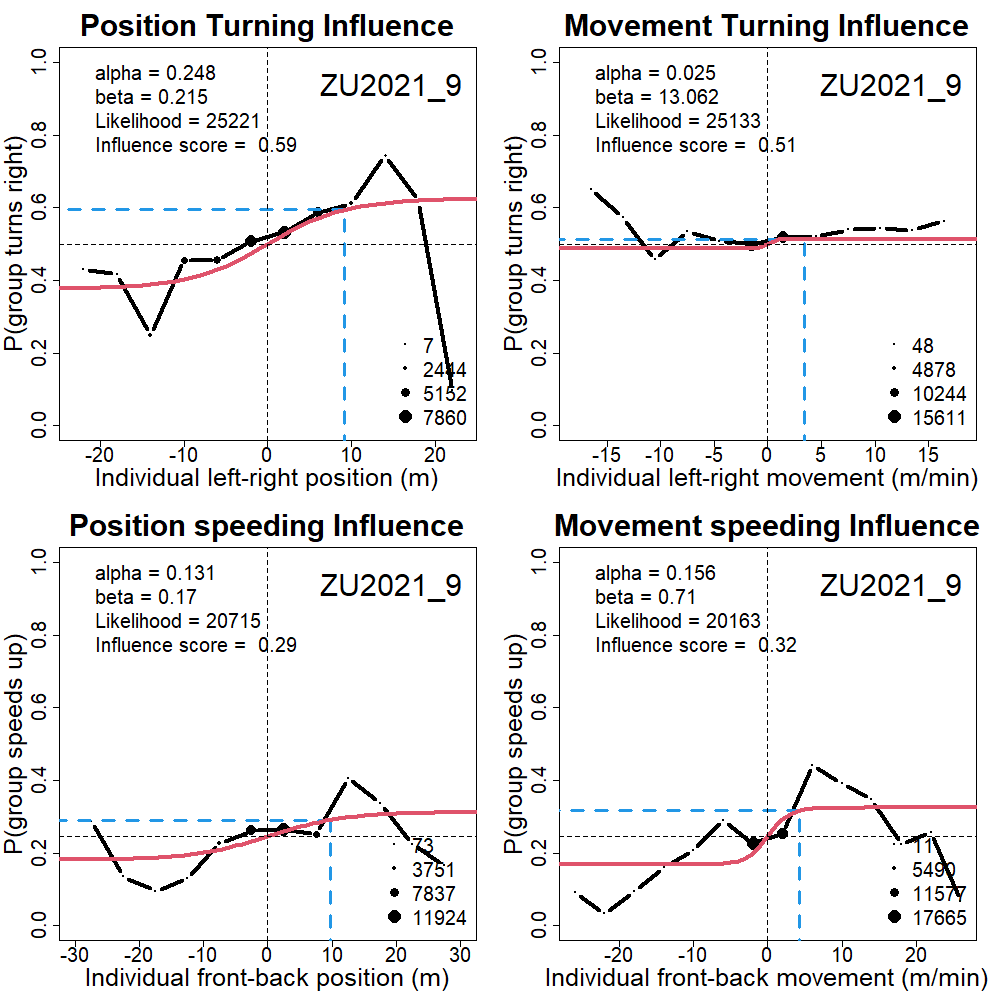 Position Turning Influence
alpha = 0.248
beta = 0.215
Likelihood = 25221
Influence score = 0.59
ZU2021_9
P(group turns right)
0.0
0.2
0.4
0.6
0.8
1.0
7
2444
5152
7860
-20
-10
0
10
20
Individual left-right position (m)
Movement Turning Influence
alpha = 0.025
beta = 13.062
Likelihood = 25133
Influence score = 0.51
ZU2021_9
P(group turns right)
0.0
0.2
0.4
0.6
0.8
1.0
48
4878
10244
15611
-15
-10
-5
0
5
10
15
Individual left-right movement (m/min)
Position speeding Influence
alpha = 0.131
beta = 0.17
Likelihood = 20715
Influence score = 0.29
ZU2021_9
P(group speeds up)
0.0
0.2
0.4
0.6
0.8
1.0
73
3751
7837
11924
-30
-20
-10
0
10
20
30
Individual front-back position (m)
Movement speeding Influence
alpha = 0.156
beta = 0.71
Likelihood = 20163
Influence score = 0.32
ZU2021_9
P(group speeds up)
0.0
0.2
0.4
0.6
0.8
1.0
11
5490
11577
17665
-20
-10
0
10
20
Individual front-back movement (m/min)